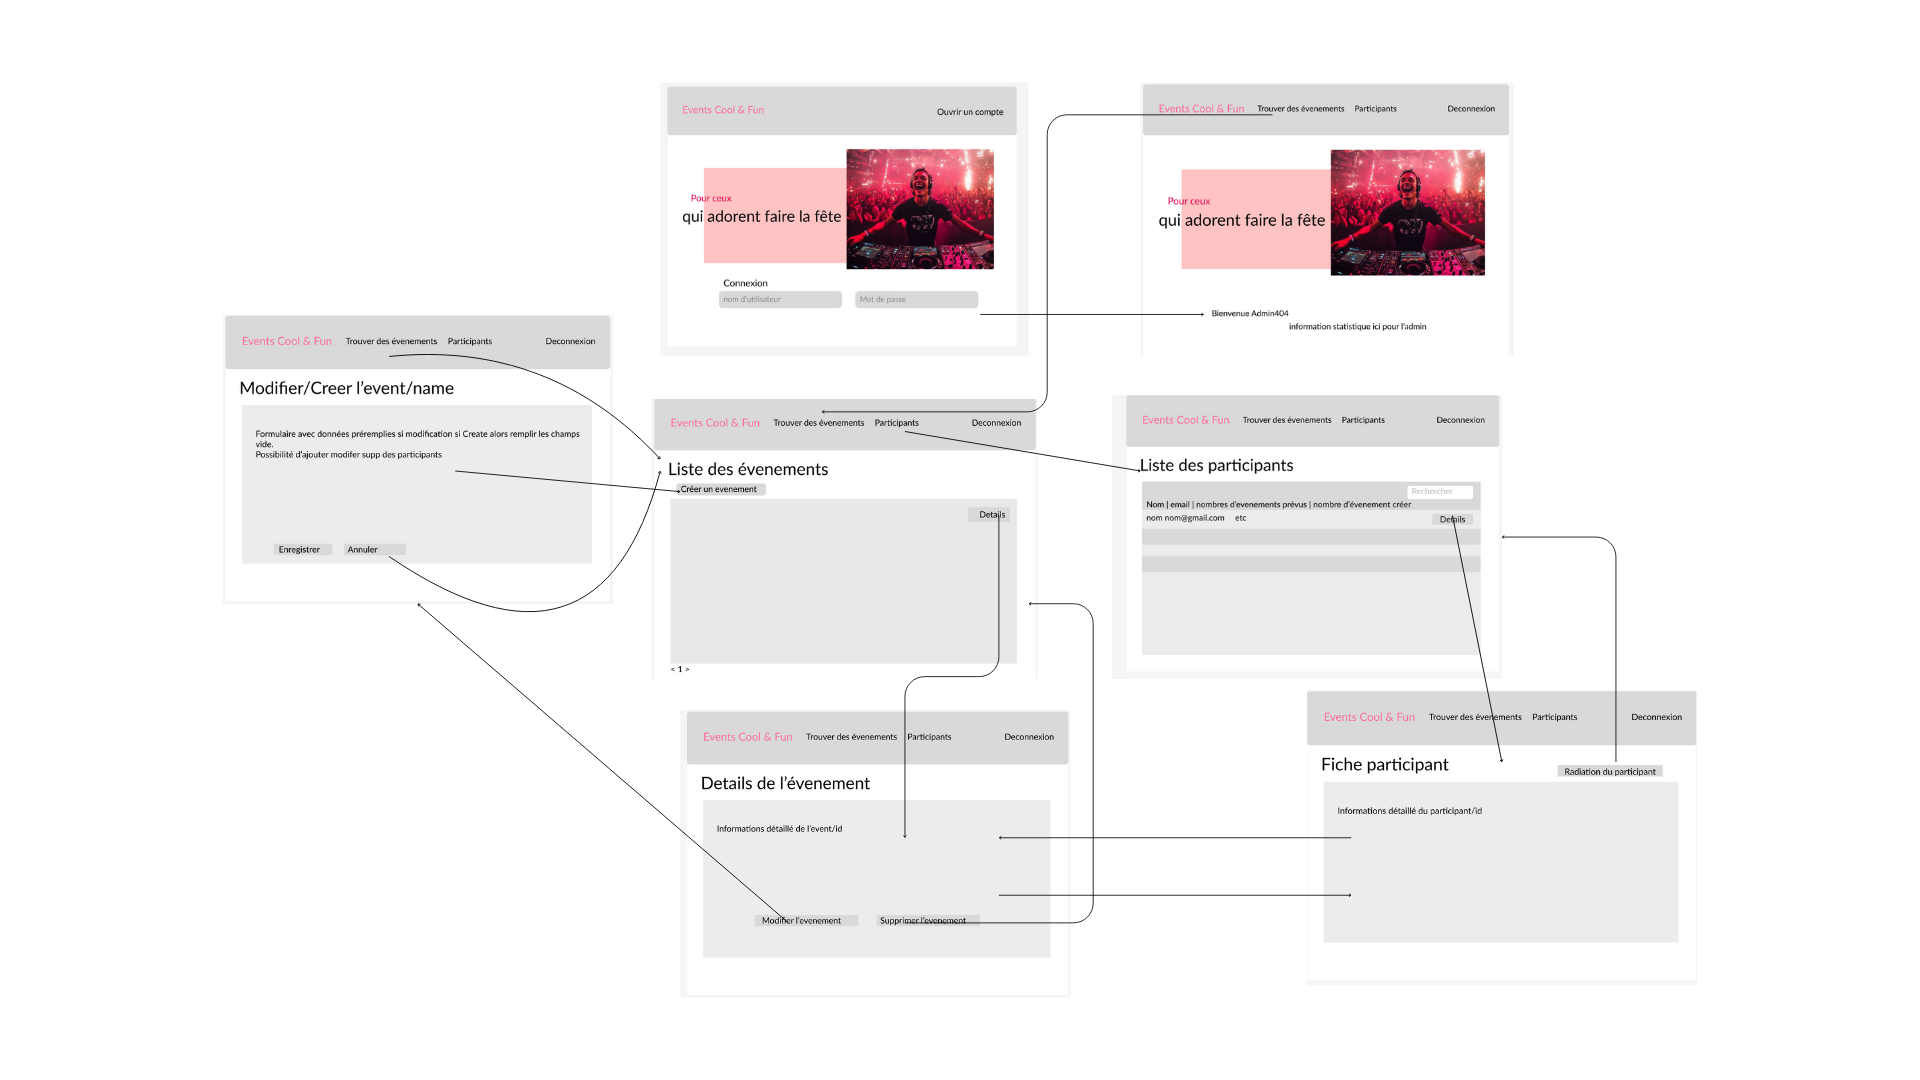 Events Cool & Fun
Ouvrir un compte
Pour ceux
qui adorent faire la fête
Connexion
nom d'utilisateur
Mot de passe
Events Cool & Fun
Trouver des évenements
Participants
Deconnexion
Pour ceux
qui adorent faire la fête
Bienvenue Admin404
information statistique ici pour l'admin
Events Cool & Fun
Trouver des évenements
Participants
Deconnexion
Modifier/Creer l'event/name
Formulaire avec données préremplies si modification si Create alors remplir les champs
vide.
Possibilité d'ajouter modifer supp des participants
Enregistrer
Annuler
Events Cool & Fun
Trouver des évenements
Participants
Deconnexion
Liste des évenements
Créer un evenement
Details
< 1 >
Events Cool & Fun
Trouver des évenements
Participants
Deconnexion
Liste des participants
Rechercher
Nom | email | nombres d'evenements prévus | nombre d'évenement créer
nom nom@gmail.com etc
Details
Events Cool & Fun
Trouver des évenements
Participants
Deconnexion
Details de l'évenement
Informations détaillé de l'event/id
Modifier l'evenement
Supprimer l'evenement
Events Cool & Fun
Trouver des évenements
Participants
Deconnexion
Fiche participant
Radiation du participant
Informations détaillé du participant/id